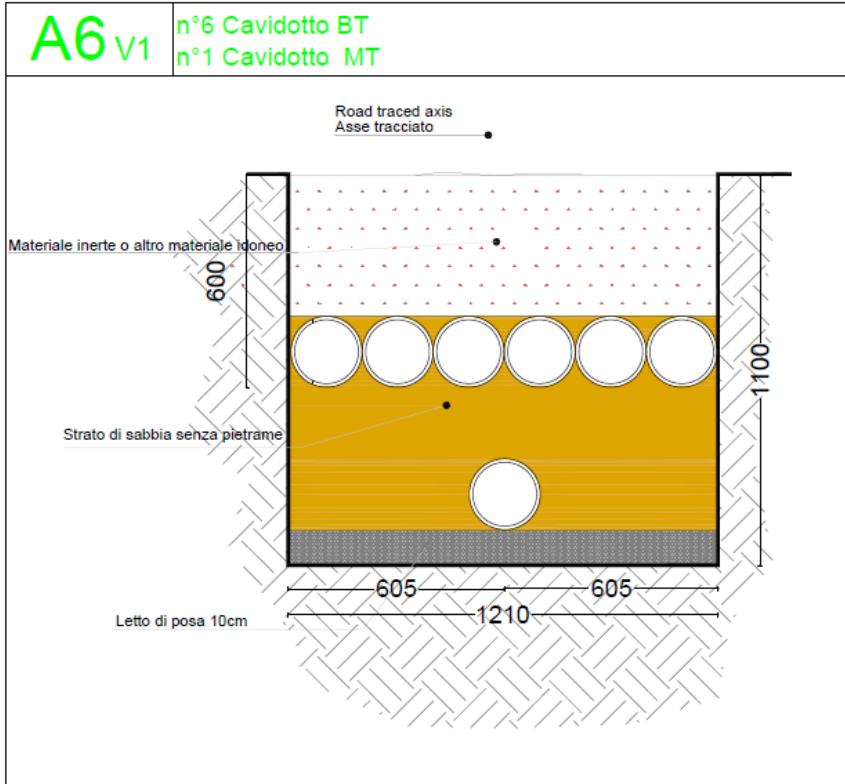 A6 V1
n°6 Cavidotto BT
n°1 Cavidotto MT
Road traced axis
Asse tracciato
Materiale inerte o altro materiale idoneo
600
1100
Strato di sabbia senza pietrame
605
605
1210
Letto di posa 10cm